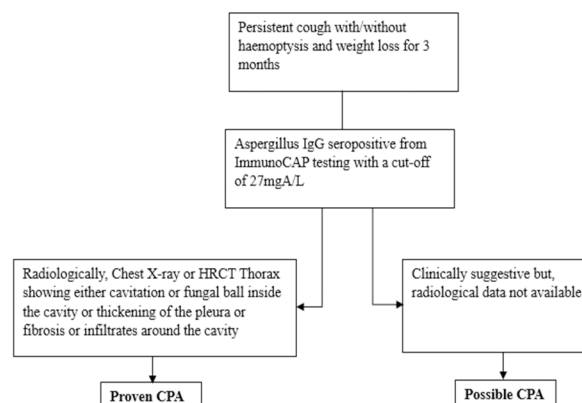 Persistent cough with/without
haemoptysis and weight loss for 3
months
Aspergillus IgG seropositive from
ImmunoCAP testing with a cut-off
of 27mgA/L
Radiologically, Chest X-ray or HRCT Thorax
showing either cavitation or fungal ball inside
the cavity or thickening of the pleura or
fibrosis or infiltrates around the cavity
Clinically suggestive but,
radiological data not available
Proven CPA
Possible CPA